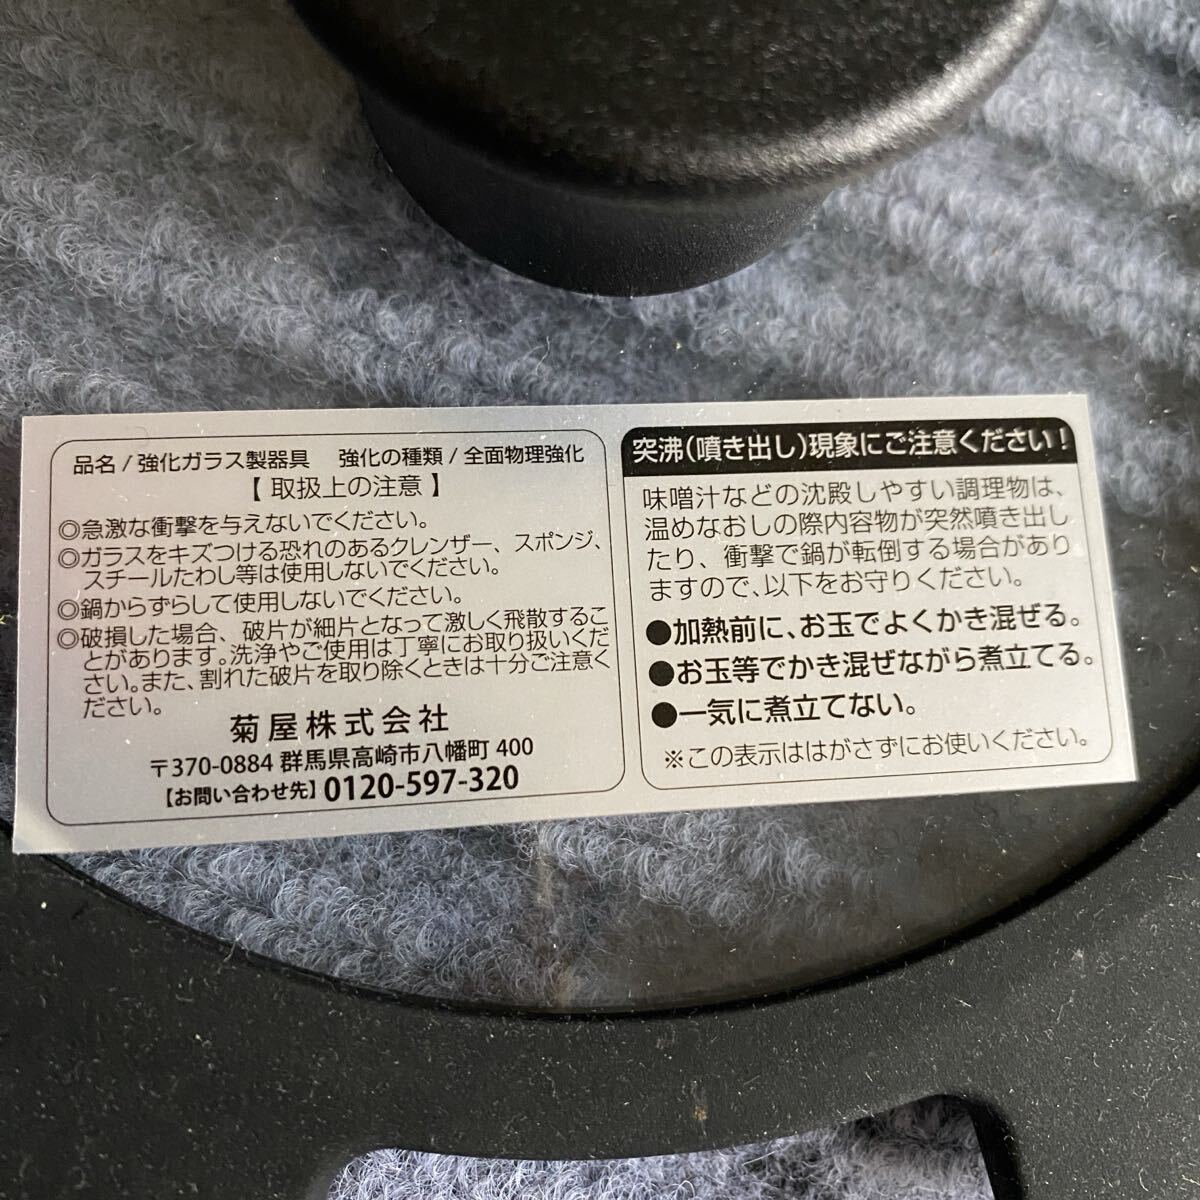 品名/強化ガラス製器具　強化の種類/全面物理強化
【 取扱上の注意 】
◎急激な衝撃を与えないでください。
◎ガラスをキズつける恐れのあるクレンザー、スポンジ、
スチールたわし等は使用しないでください。
◎鍋からずらして使用しないでください。
◎破損した場合、破片が細片となって激しく飛散するこ
とがあります。洗浄やご使用は丁寧にお取り扱いくだ
さい。また、割れた破片を取り除くときは十分ご注意く
ださい。
菊屋株式会社
〒370-0884 群馬県高崎市八幡町 400
【お問い合わせ先】0120-597-320
突沸(噴き出し)現象にご注意ください!
味噌汁などの沈殿しやすい調理物は、
温めなおしの際内容物が突然噴き出し
たり、衝撃で鍋が転倒する場合があり
ますので、以下をお守りください。
●加熱前に、お玉でよくかき混ぜる。
●お玉等でかき混ぜながら煮立てる。
●一気に煮立てない。
※この表示ははがさずにお使いください。